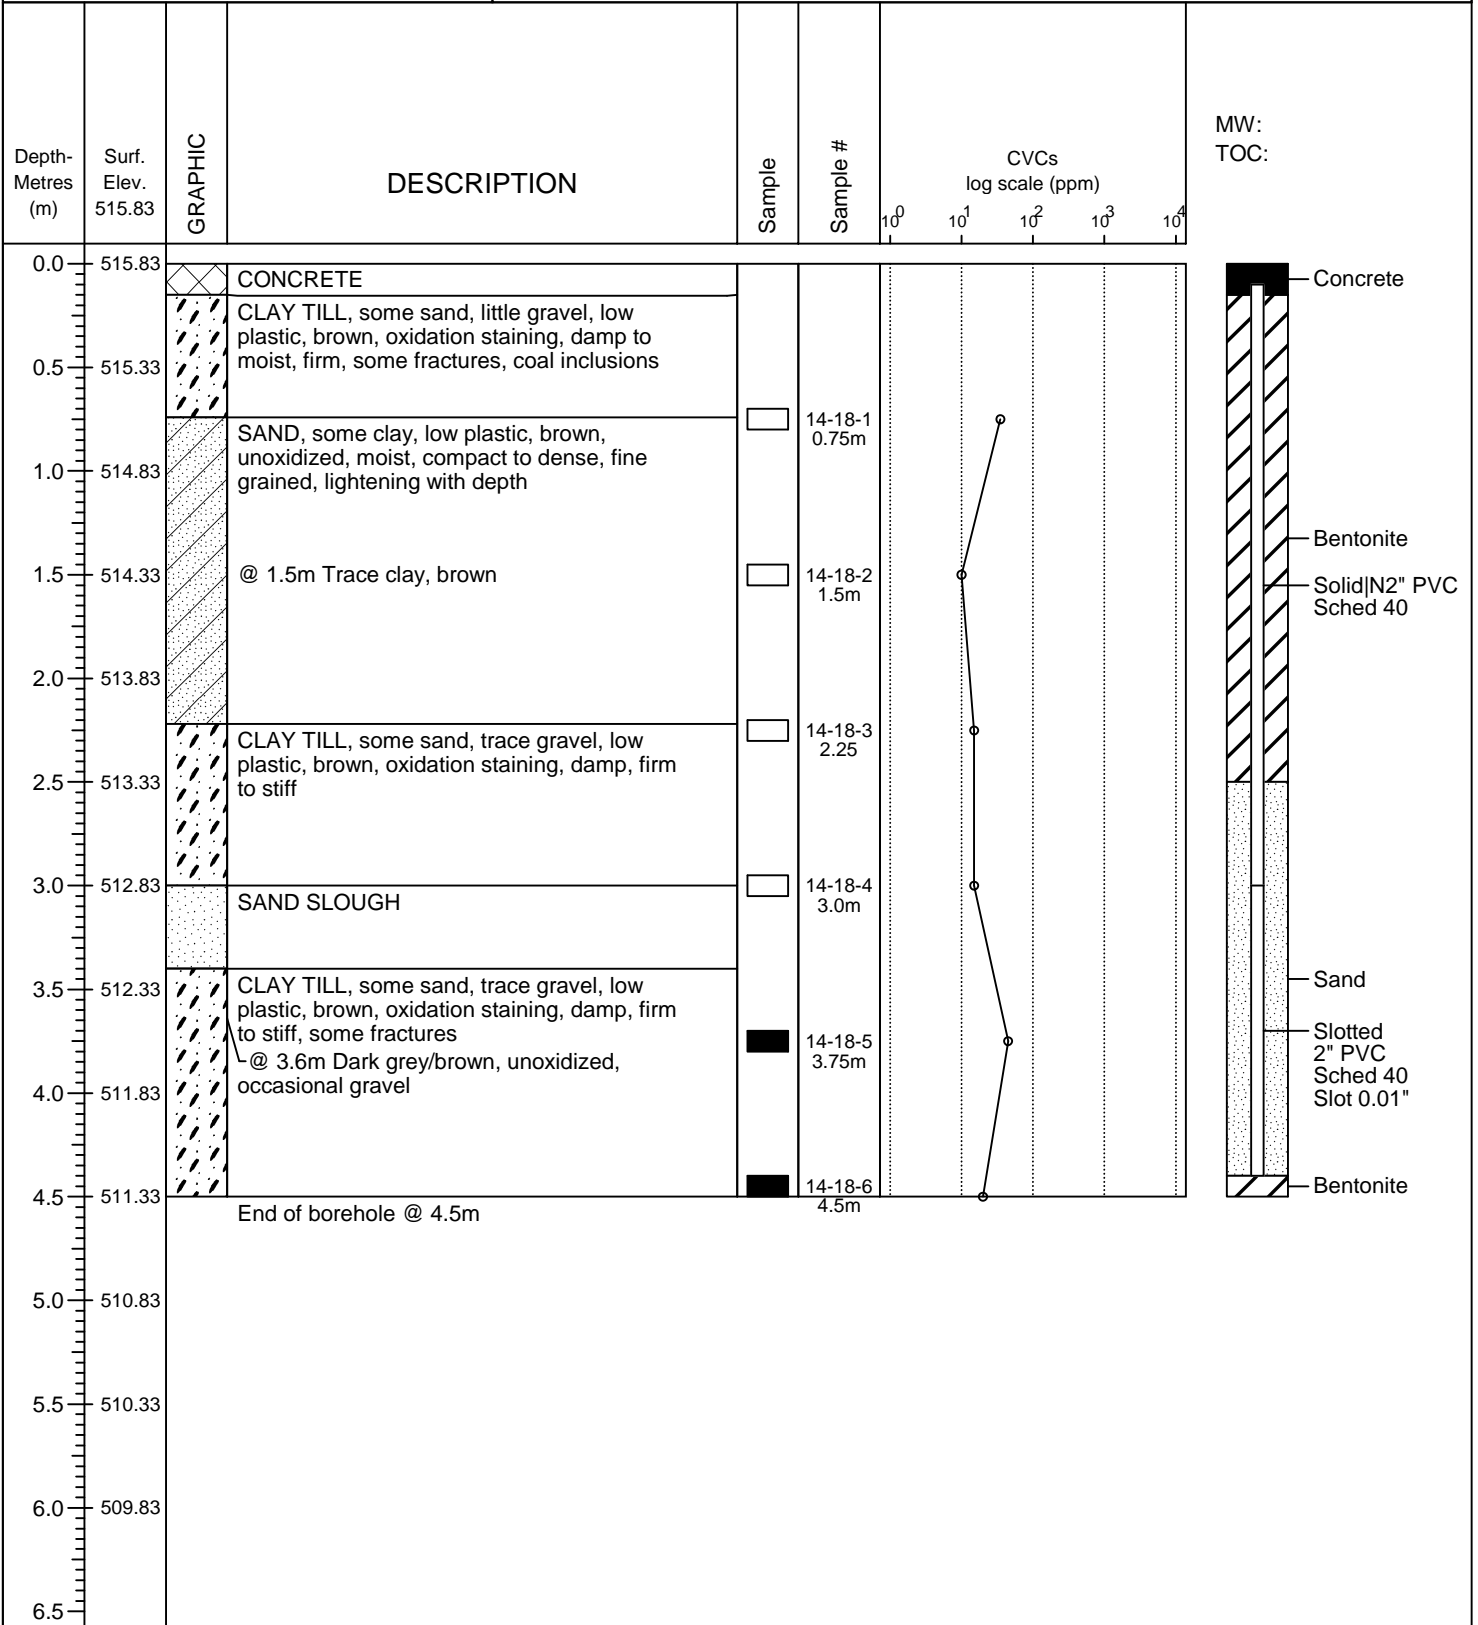 Depth-
Metres
(m)
Surf.
Elev.
515.83
GRAPHIC
DESCRIPTION
Sample
Sample #
CVCs
log scale (ppm)
10^0 10^1 10^2 10^3 10^4
MW:
TOC:
0.0 515.83
CONCRETE
Concrete
CLAY TILL, some sand, little gravel, low
plastic, brown, oxidation staining, damp to
moist, firm, some fractures, coal inclusions
0.5 515.33
14-18-1
0.75m
SAND, some clay, low plastic, brown,
unoxidized, moist, compact to dense, fine
grained, lightening with depth
1.0 514.83
Bentonite
1.5 514.33
@ 1.5m Trace clay, brown
14-18-2
1.5m
Solid|N2" PVC
Sched 40
2.0 513.83
14-18-3
2.25
CLAY TILL, some sand, trace gravel, low
plastic, brown, oxidation staining, damp, firm
to stiff
2.5 513.33
3.0 512.83
14-18-4
3.0m
SAND SLOUGH
3.5 512.33
CLAY TILL, some sand, trace gravel, low
plastic, brown, oxidation staining, damp, firm
to stiff, some fractures
@ 3.6m Dark grey/brown, unoxidized,
occasional gravel
14-18-5
3.75m
Sand
Slotted
2" PVC
Sched 40
Slot 0.01"
4.0 511.83
14-18-6
4.5m
Bentonite
4.5 511.33
End of borehole @ 4.5m
5.0 510.83
5.5 510.33
6.0 509.83
6.5